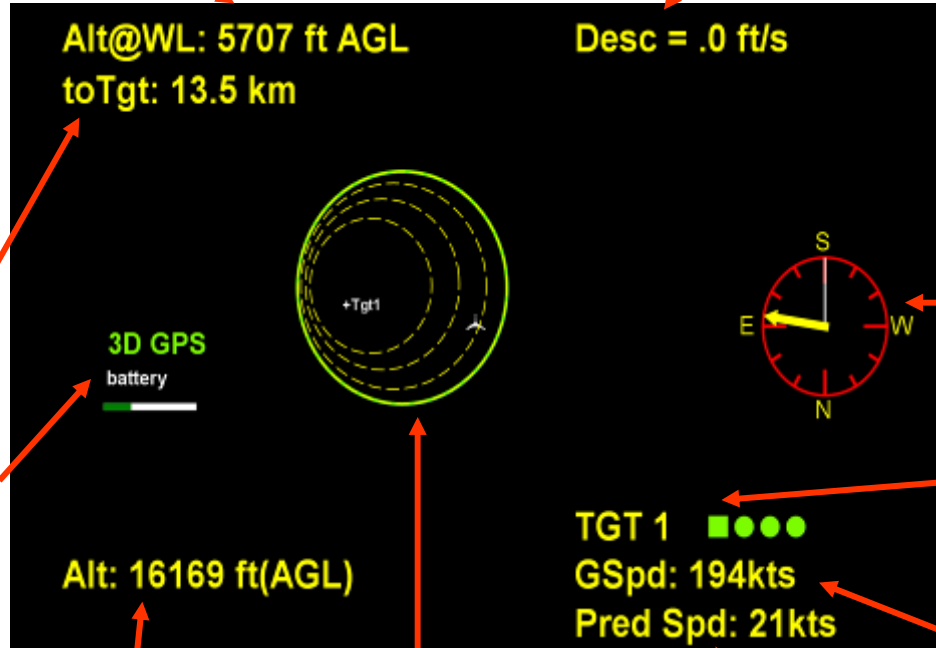 Alt@WL: 5707 ft AGL
Desc = .0 ft/s
toTgt: 13.5 km
+Tgt1
S
E
W
N
3D GPS
battery
TGT 1
Alt: 16169 ft(AGL)
GSpd: 194kts
Pred Spd: 21kts